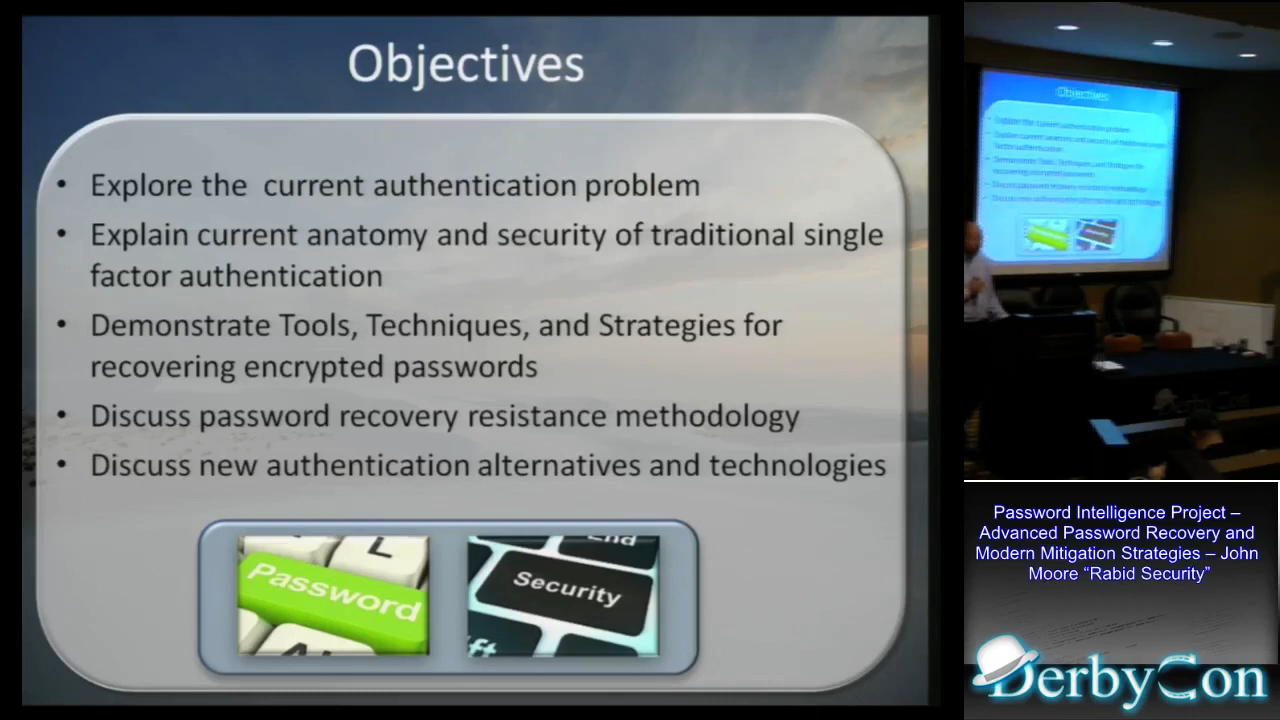 Objectives
• Explore the  current authentication problem
• Explain current anatomy and security of traditional single
factor authentication
• Demonstrate Tools, Techniques, and Strategies for
recovering encrypted passwords
• Discuss password recovery resistance methodology
• Discuss new authentication alternatives and technologies
L
Password
End
Security
Objectives
Password Intelligence Project –
Advanced Password Recovery and
Modern Mitigation Strategies – John
Moore “Rabid Security”
DerbyCon